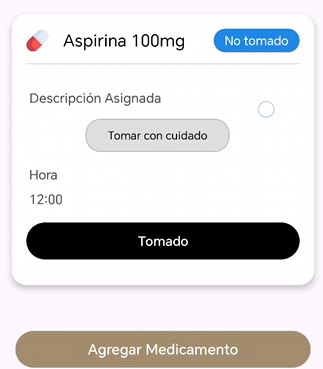 Aspirina 100mg
No tomado
Descripción Asignada
Tomar con cuidado
Hora
12:00
Tomado
Agregar Medicamento